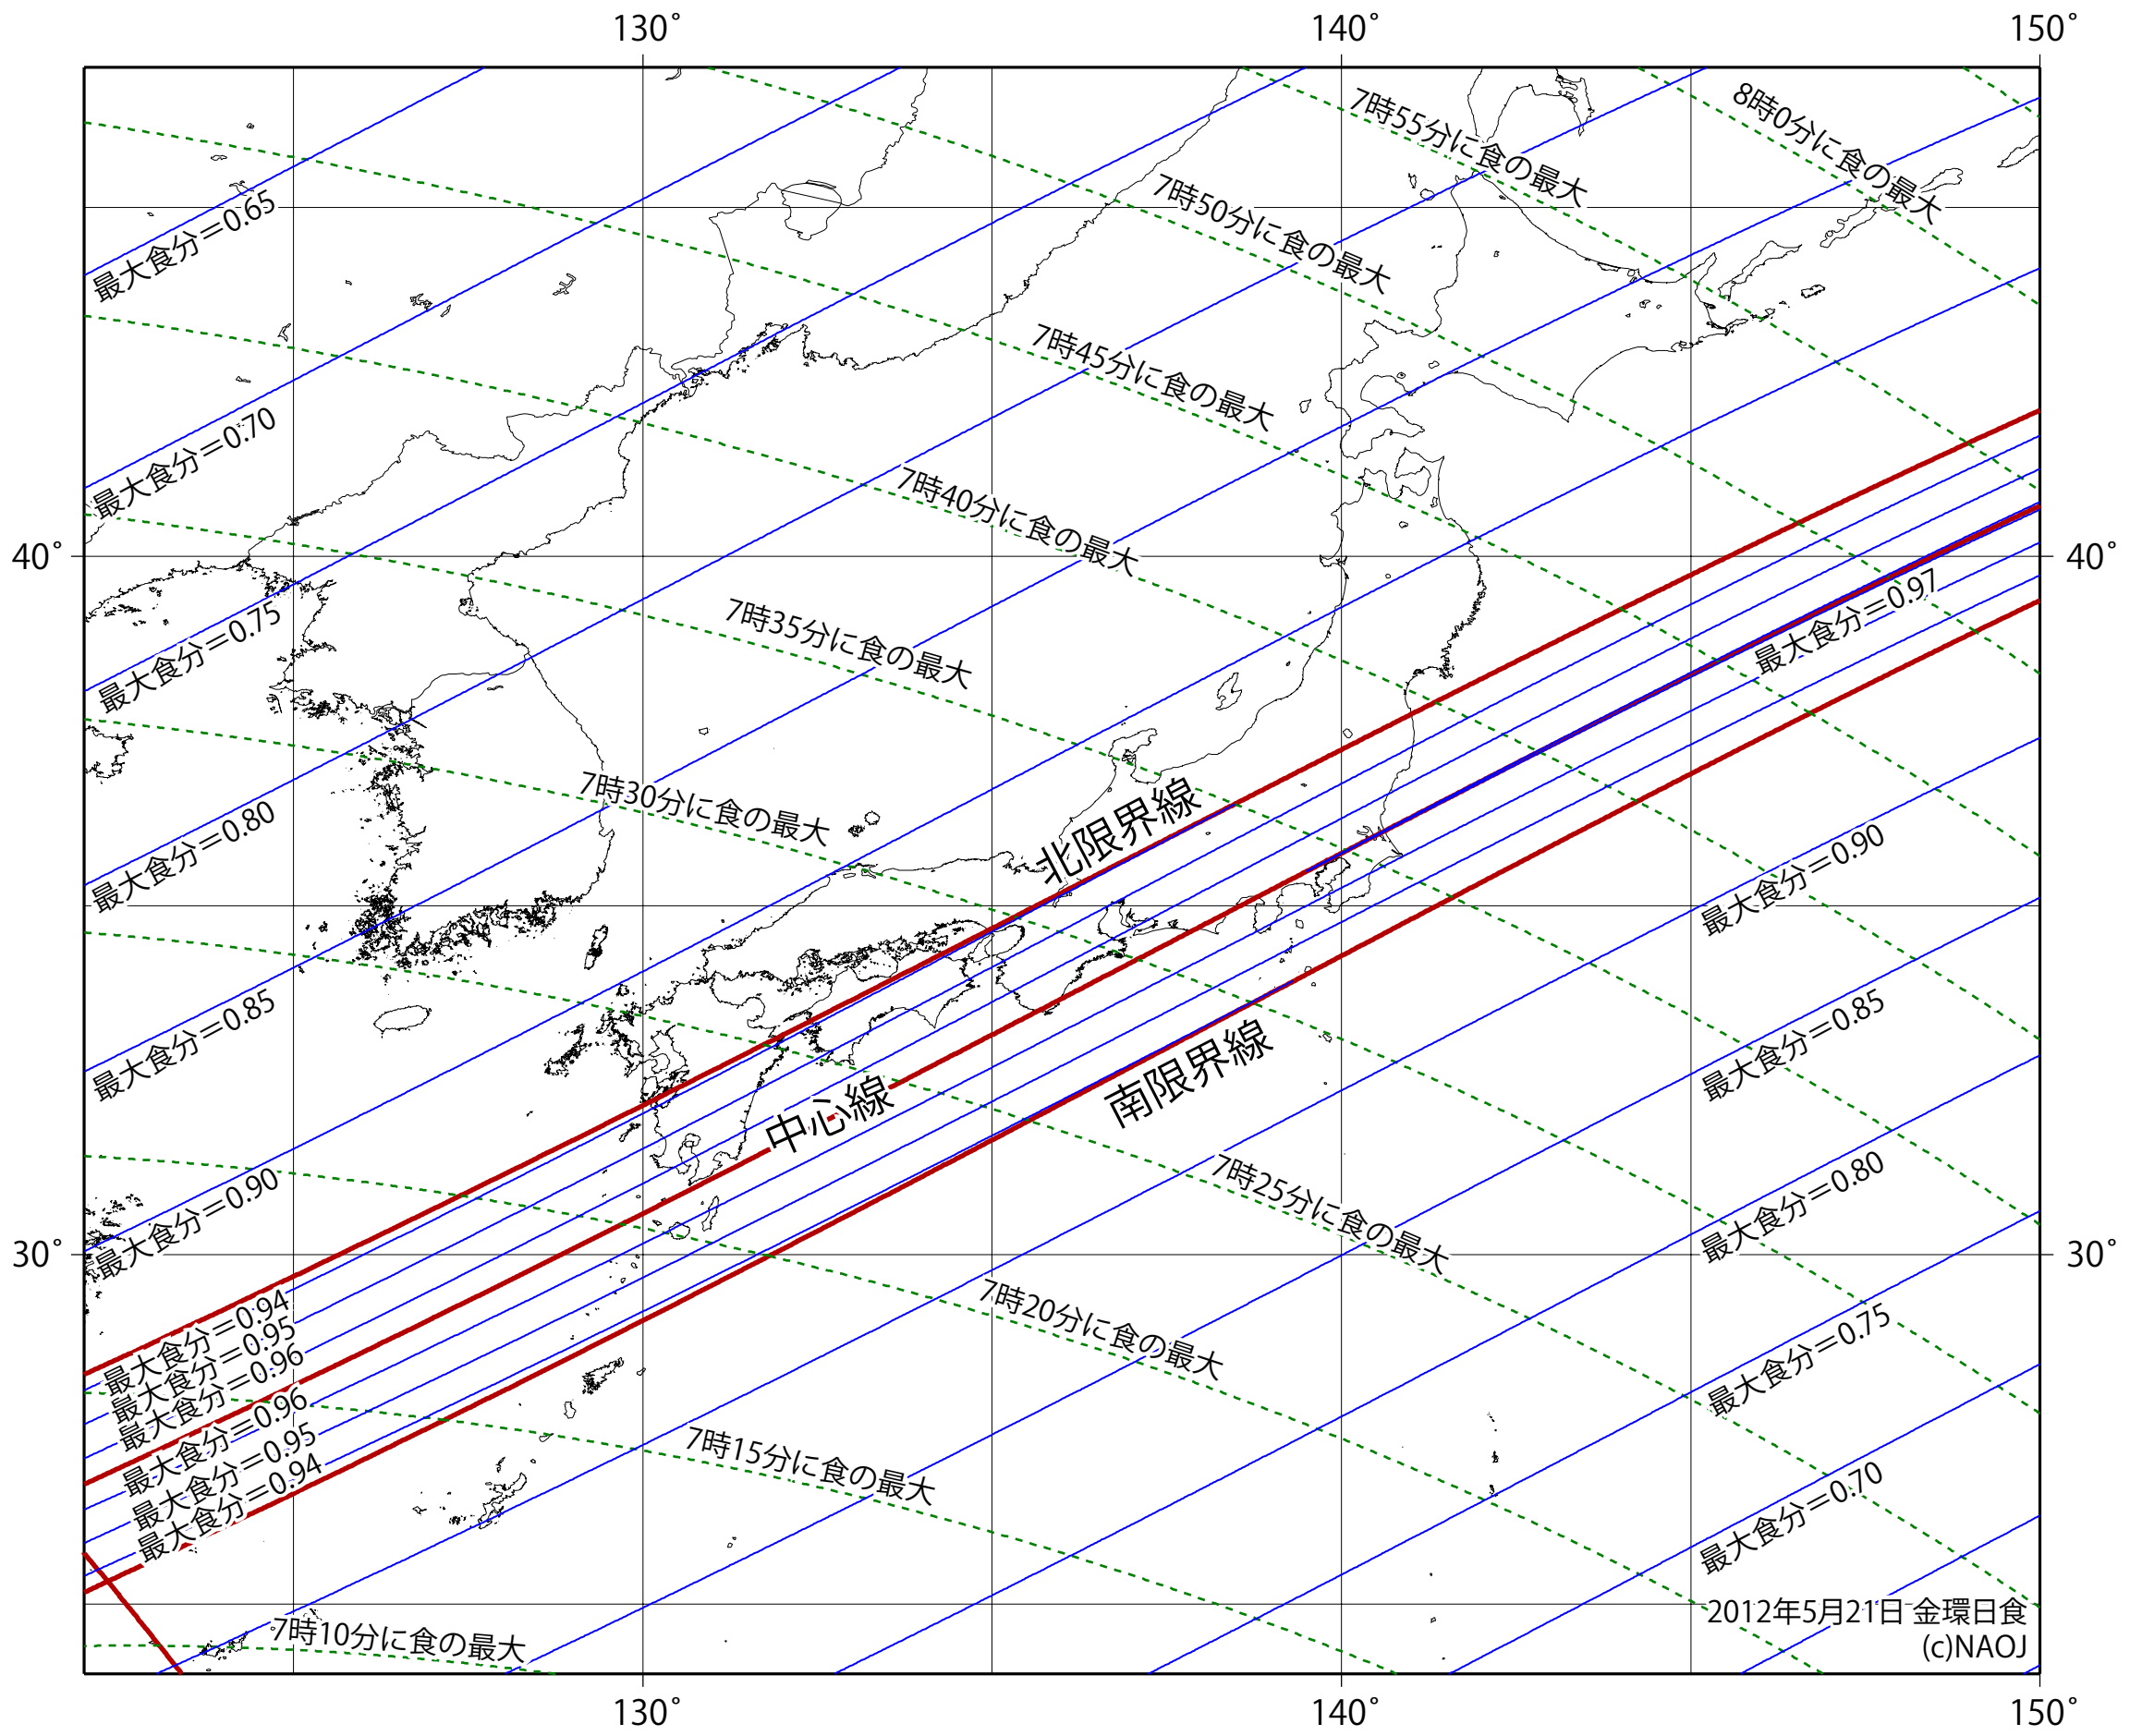 130°
140°
150°
7時55分に食の最大
8時0分に食の最大
7時50分に食の最大
最大食分=0.65
7時45分に食の最大
最大食分=0.70
7時40分に食の最大
40°
40°
最大食分=0.97
7時35分に食の最大
最大食分=0.75
7時30分に食の最大
北限界線
最大食分=0.80
最大食分=0.90
最大食分=0.85
最大食分=0.85
中心線
南限界線
最大食分=0.90
7時25分に食の最大
最大食分=0.80
30°
30°
7時20分に食の最大
最大食分=0.94
最大食分=0.95
最大食分=0.96
最大食分=0.75
最大食分=0.96
最大食分=0.95
最大食分=0.94
7時15分に食の最大
最大食分=0.70
7時10分に食の最大
2012年5月21日 金環日食
(c)NAOJ
130°
140°
150°